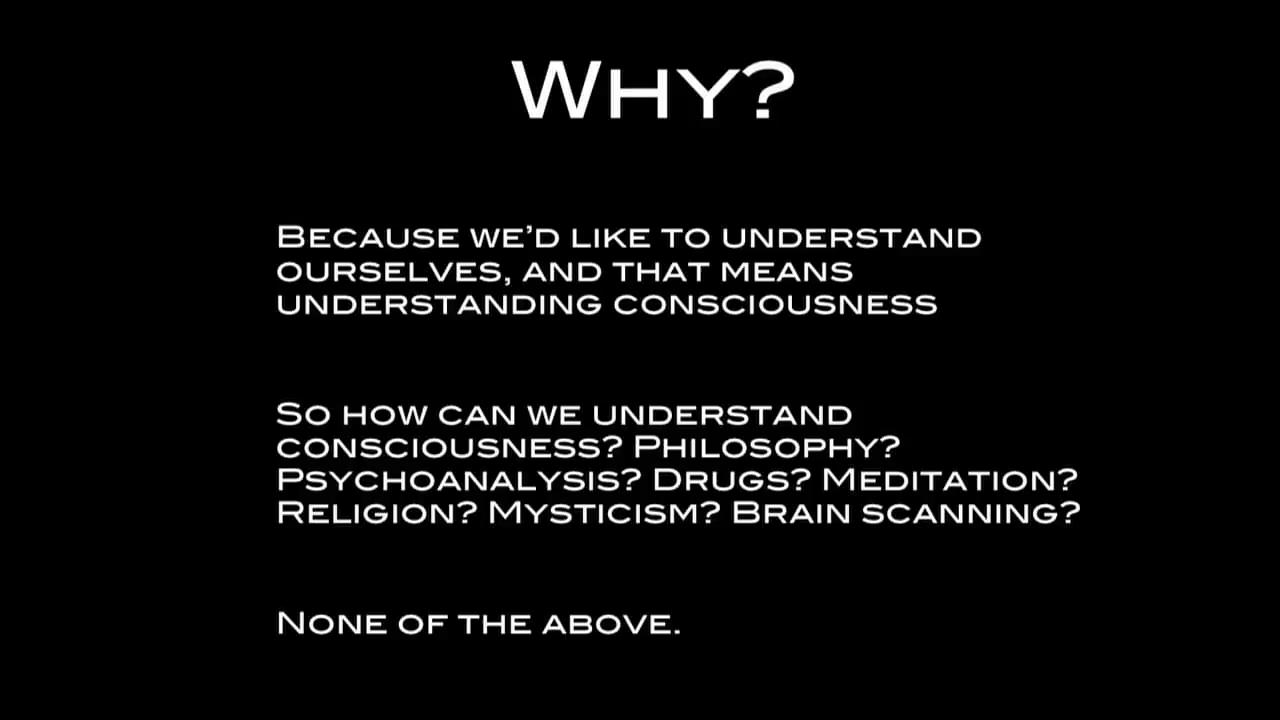 Why?
Because we'd like to understand
ourselves, and that means
understanding consciousness
So how can we understand
consciousness? Philosophy?
Psychoanalysis? Drugs? Meditation?
Religion? Mysticism? Brain scanning?
None of the above.